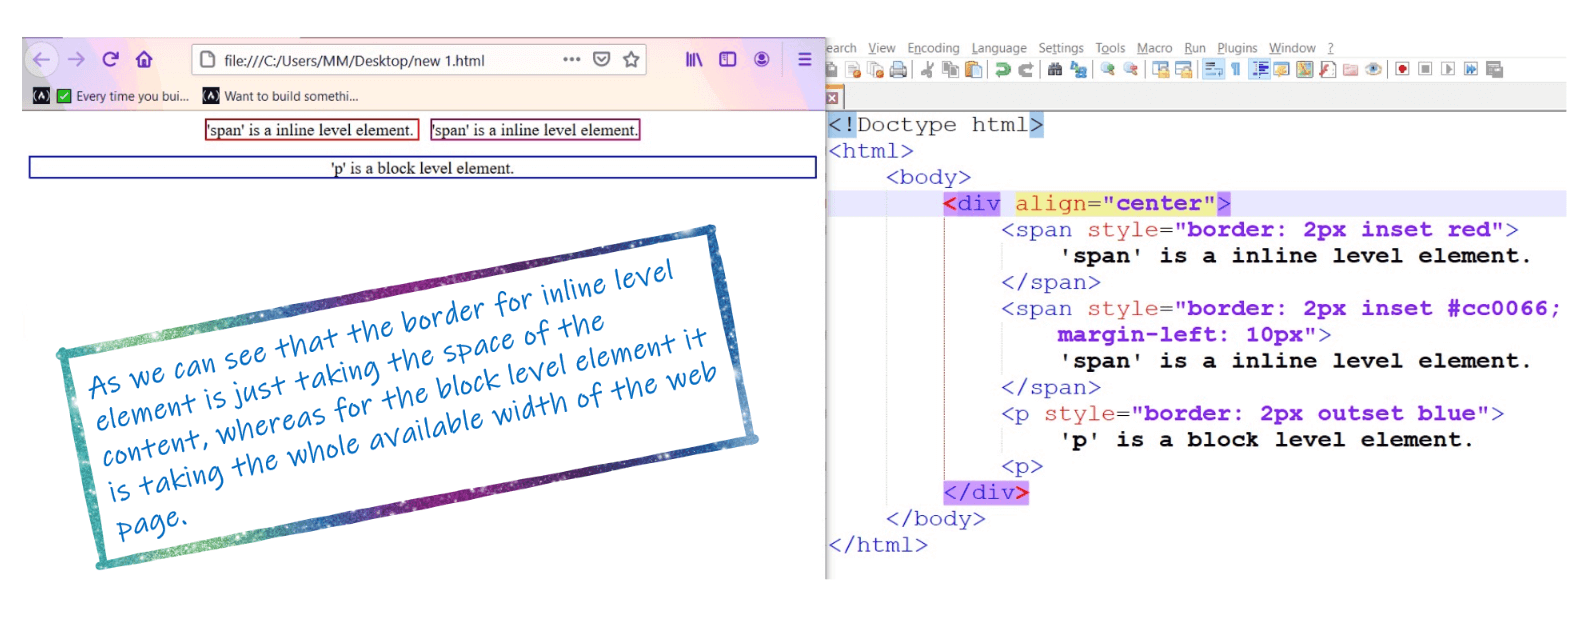 file:///C:/Users/MM/Desktop/new 1.html
Every time you bui...
Want to build somethi...
'span' is a inline level element.
'span' is a inline level element.
'p' is a block level element.
As we can see that the border for inline level
element is just taking the space of the
content, whereas for the block level element it
is taking the whole available width of the web
page.
earch View Encoding Language Settings Tools Macro Run Plugins Window ?
<!Doctype html>
<html>
<body>
<div align="center">
<span style="border: 2px inset red">
'span' is a inline level element.
</span>
<span style="border: 2px inset #cc0066;
margin-left: 10px">
'span' is a inline level element.
</span>
<p style="border: 2px outset blue">
'p' is a block level element.
<p>
</div>
</body>
</html>